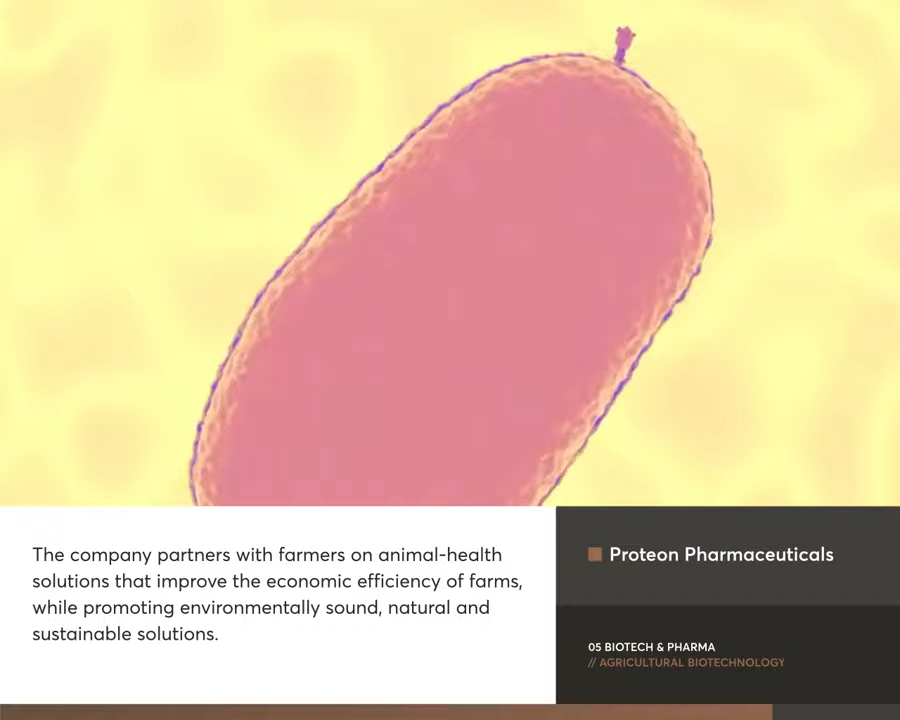 The company partners with farmers on animal-health
solutions that improve the economic efficiency of farms,
while promoting environmentally sound, natural and
sustainable solutions.
Proteon Pharmaceuticals
05 BIOTECH & PHARMA
// AGRICULTURAL BIOTECHNOLOGY